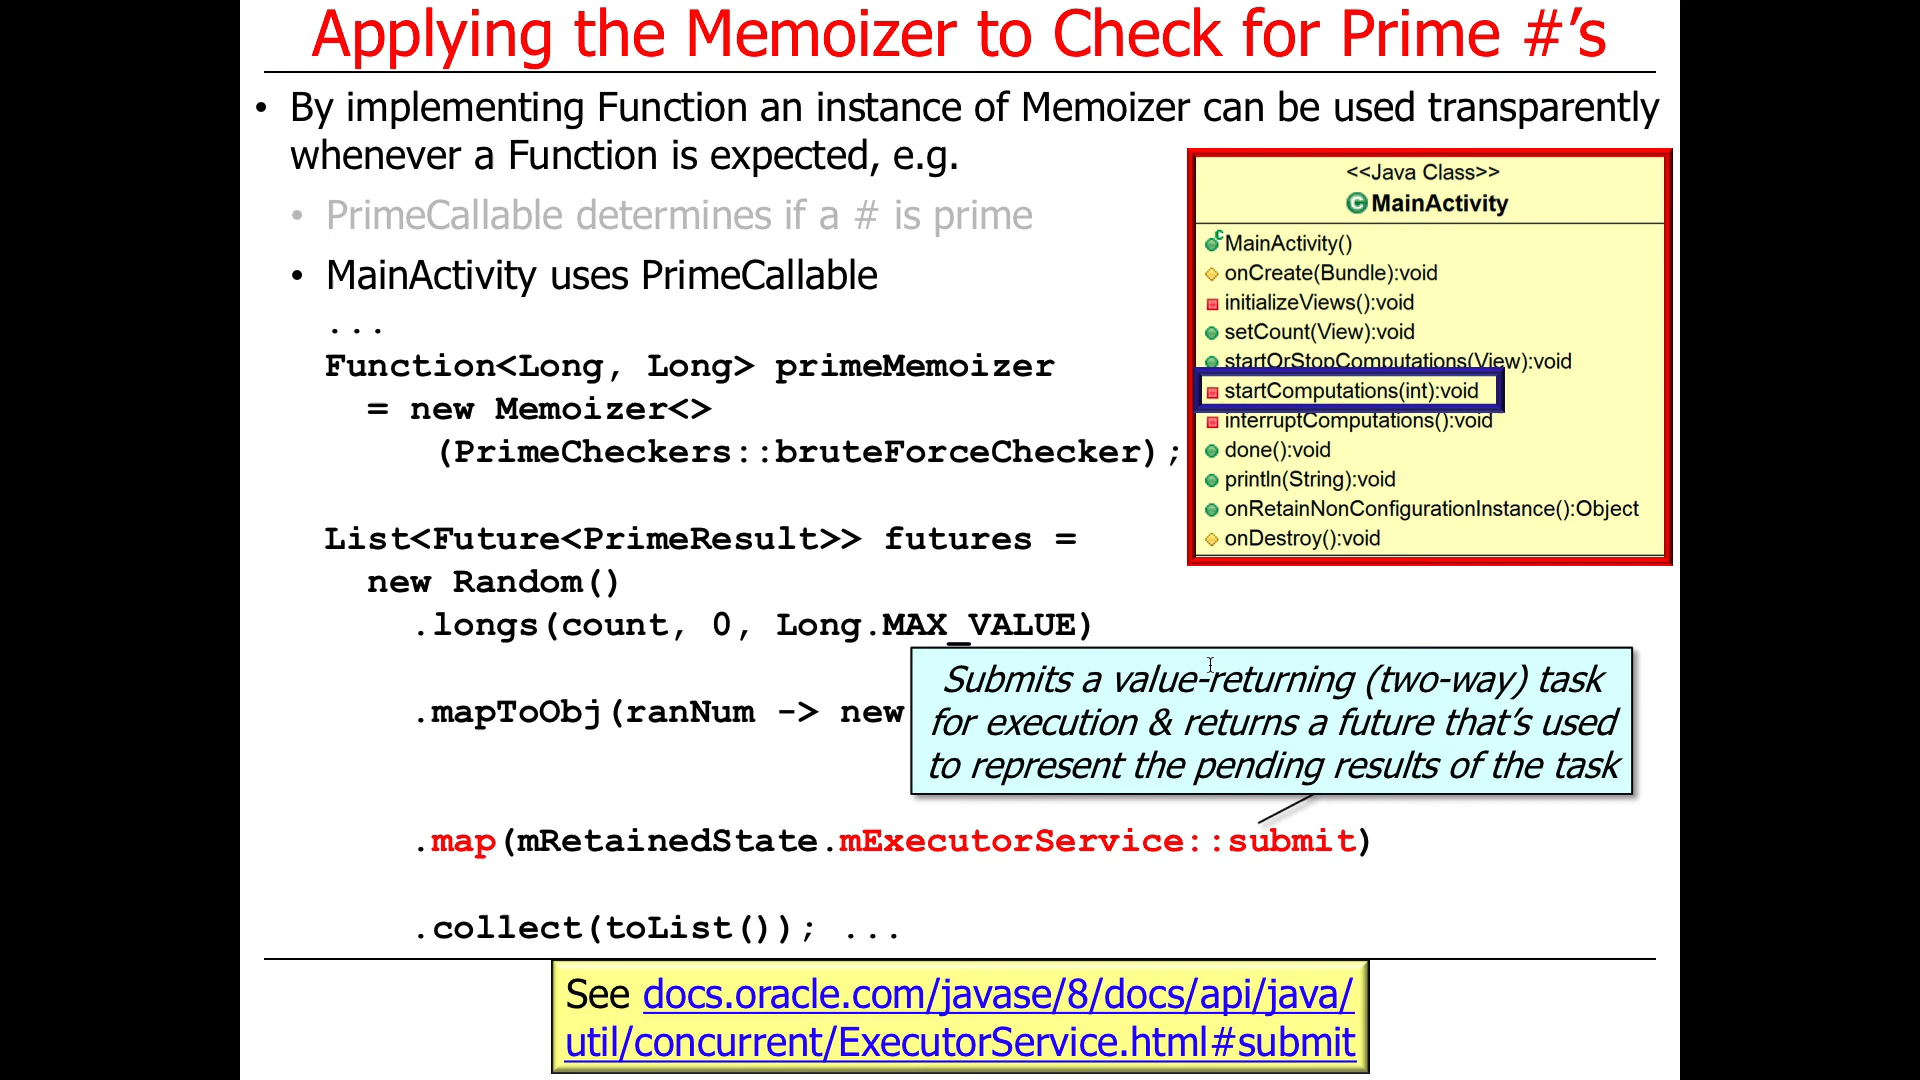 Applying the Memoizer to Check for Prime #’s
• By implementing Function an instance of Memoizer can be used transparently
whenever a Function is expected, e.g.
• PrimeCallable determines if a # is prime
• MainActivity uses PrimeCallable
...
Function<Long, Long> primeMemoizer
= new Memoizer<>
(PrimeCheckers::bruteForceChecker);
List<Future<PrimeResult>> futures =
new Random()
.longs(count, 0, Long.MAX_VALUE)
.mapToObj(ranNum -> new
.map(mRetainedState.mExecutorService::submit)
.collect(toList()); ...
<<Java Class>>
MainActivity
MainActivity()
onCreate(Bundle):void
initializeViews():void
setCount(View):void
startOrStopComputations(View):void
startComputations(int):void
interruptComputations():void
done():void
println(String):void
onRetainNonConfigurationInstance():Object
onDestroy():void
Submits a value-returning (two-way) task
for execution & returns a future that’s used
to represent the pending results of the task
See docs.oracle.com/javase/8/docs/api/java/
util/concurrent/ExecutorService.html#submit